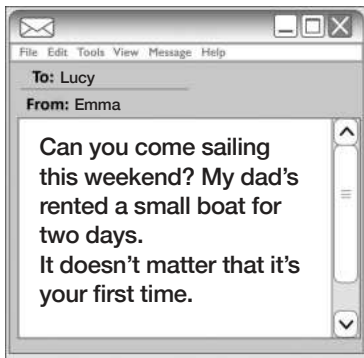 File Edit Tools View Message Help
To: Lucy
From: Emma
Can you come sailing
this weekend? My dad's
rented a small boat for
two days.
It doesn't matter that it's
your first time.